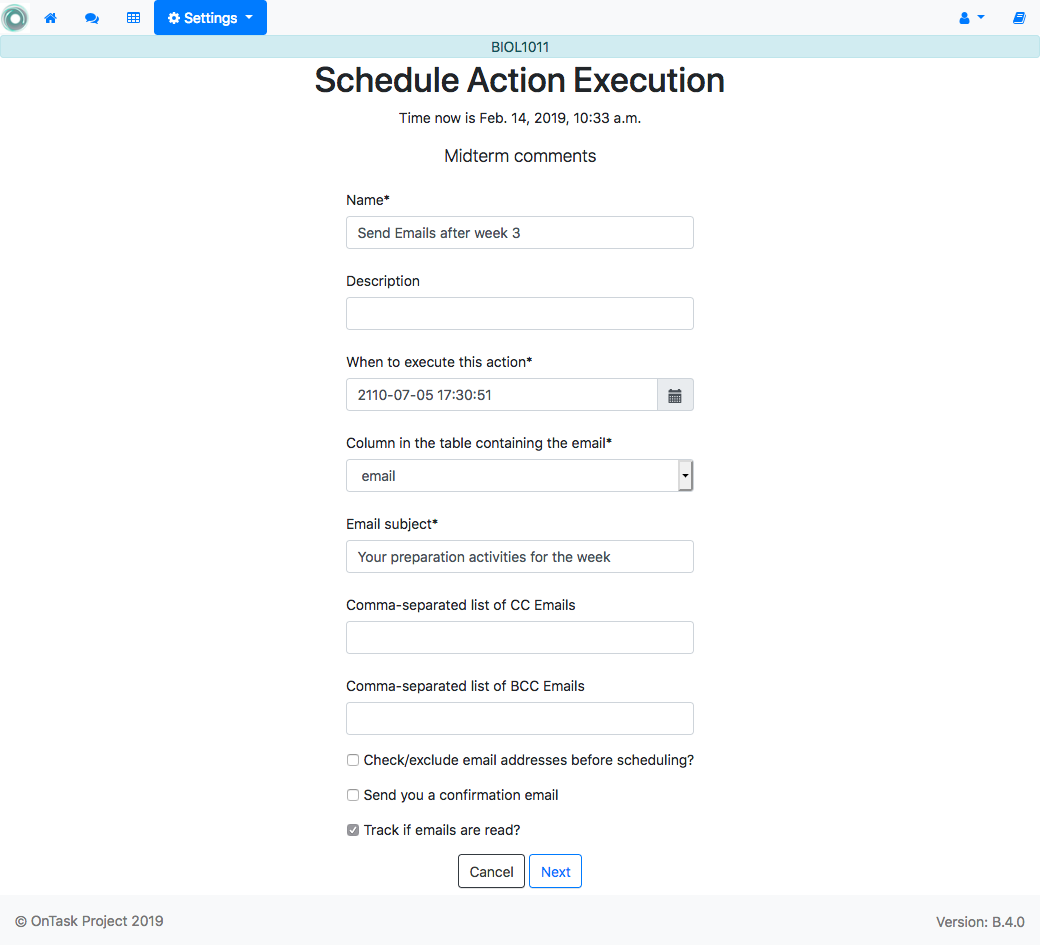 Settings
BIOL1011
Schedule Action Execution
Time now is Feb. 14, 2019, 10:33 a.m.
Midterm comments
Name*
Send Emails after week 3
Description
When to execute this action*
2110-07-05 17:30:51
Column in the table containing the email*
email
Email subject*
Your preparation activities for the week
Comma-separated list of CC Emails
Comma-separated list of BCC Emails
Check/exclude email addresses before scheduling?
Send you a confirmation email
Track if emails are read?
Cancel Next
© OnTask Project 2019 Version: B.4.0